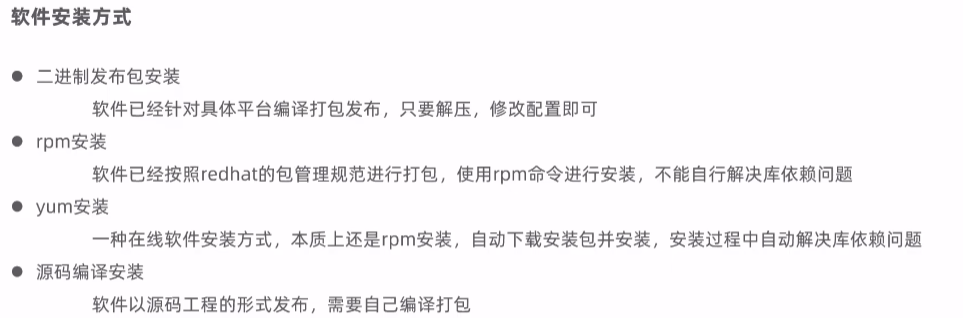 软件安装方式
● 二进制发布包安装
软件已经针对具体平台编译打包发布，只要解压，修改配置即可
● rpm安装
软件已经按照redhat的包管理规范进行打包，使用rpm命令进行安装，不能自行解决库依赖问题
● yum安装
一种在线软件安装方式，本质上还是rpm安装，自动下载安装包并安装，安装过程中自动解决库依赖问题
● 源码编译安装
软件以源码工程的形式发布，需要自己编译打包